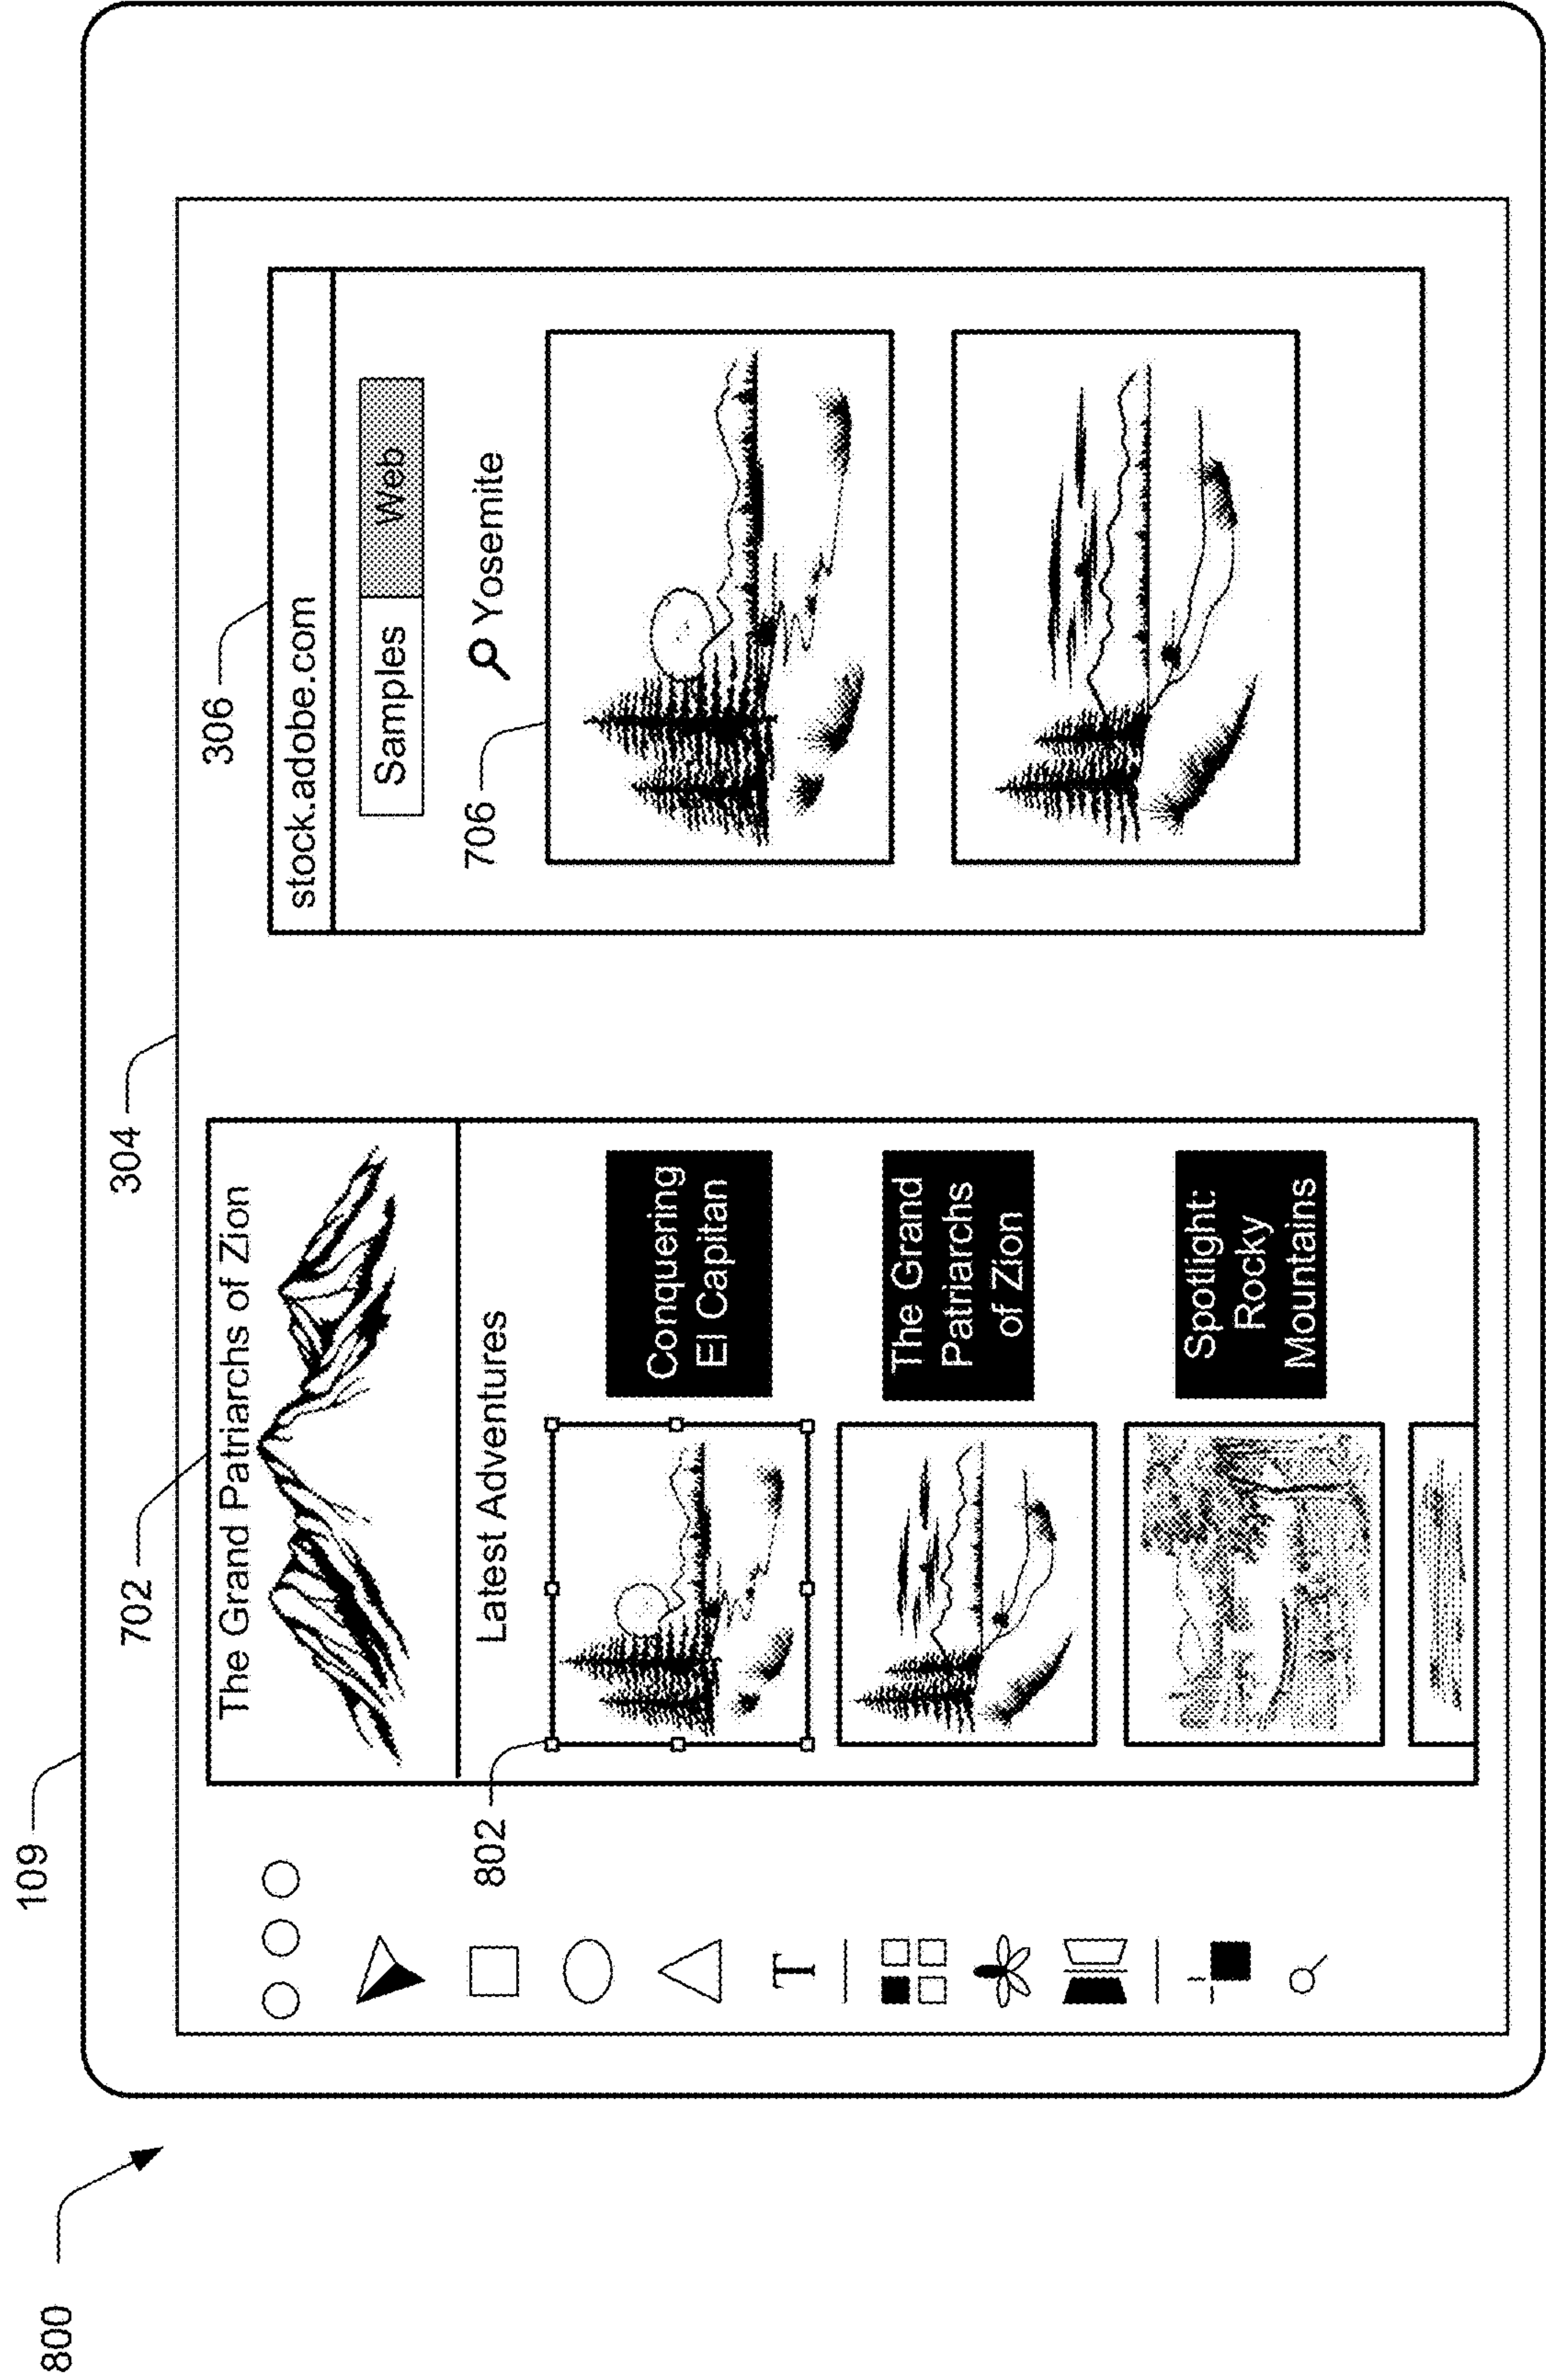 800
109
304
702
The Grand Patriarchs of Zion
Latest Adventures
802
Conquering
El Capitan
The Grand
Patriarchs
of Zion
Spotlight:
Rocky
Mountains
T
306
stock.adobe.com
Samples
Web
Yosemite
706